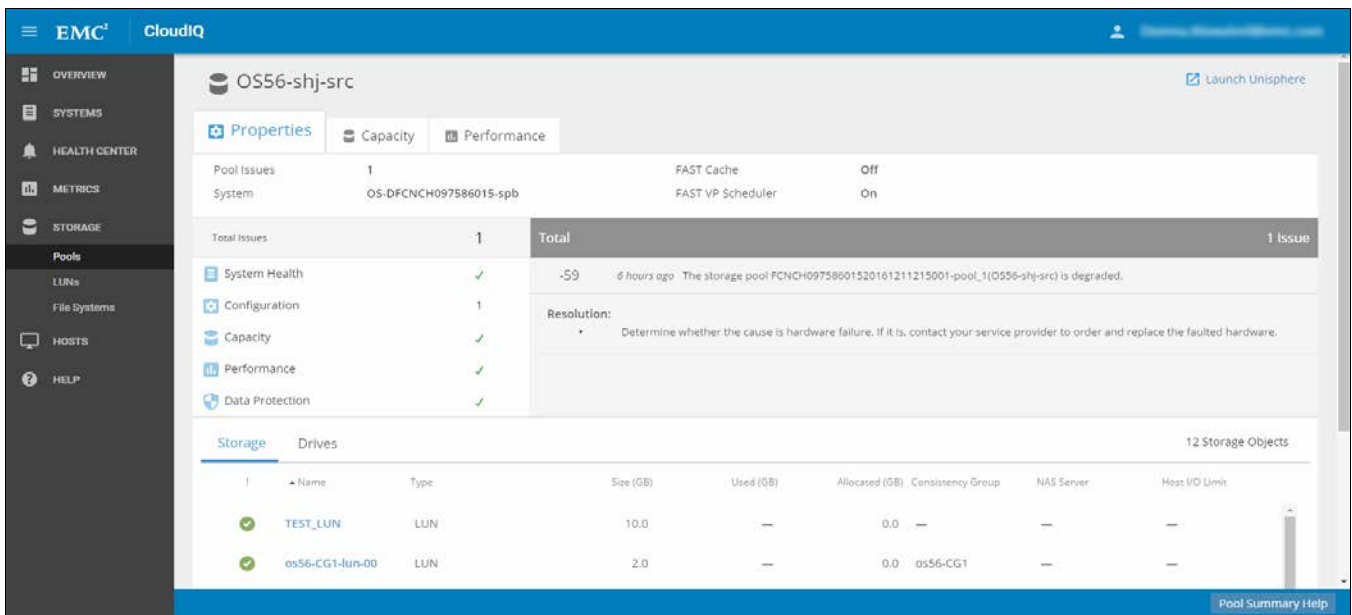 EMC² CloudIQ
OVERVIEW
SYSTEMS
HEALTH CENTER
METRICS
STORAGE
Pools
LUNs
File Systems
HOSTS
HELP
OS56-shj-src
Launch Unisphere
Properties Capacity Performance
Pool Issues 1 FAST Cache Off
System OS-DFCNCH097586015-spb FAST VP Scheduler On
Total Issues 1
System Health ✓
Configuration 1
Capacity ✓
Performance ✓
Data Protection ✓
Total 1 Issue
-59 6 hours ago The storage pool FCNCH09758601520161211215001-pool_1(OS56-shj-src) is degraded.
Resolution:
• Determine whether the cause is hardware failure. If it is, contact your service provider to order and replace the faulted hardware.
Storage Drives 12 Storage Objects
! Name Type Size (GB) Used (GB) Allocated (GB) Consistency Group NAS Server Host I/O Limit
TEST_LUN LUN 10.0 — 0.0 — — —
os56-CG1-lun-00 LUN 2.0 — 0.0 os56-CG1 — —
Pool Summary Help